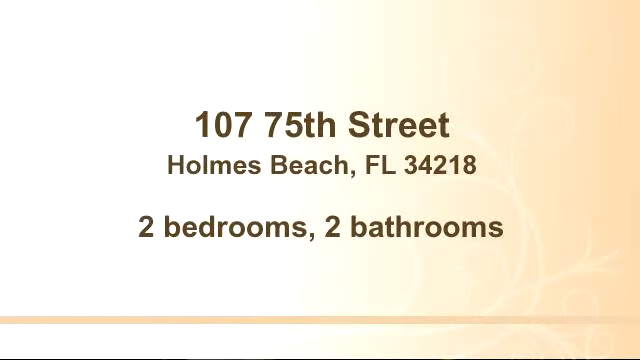 107 75th Street
Holmes Beach, FL 34218
2 bedrooms, 2 bathrooms